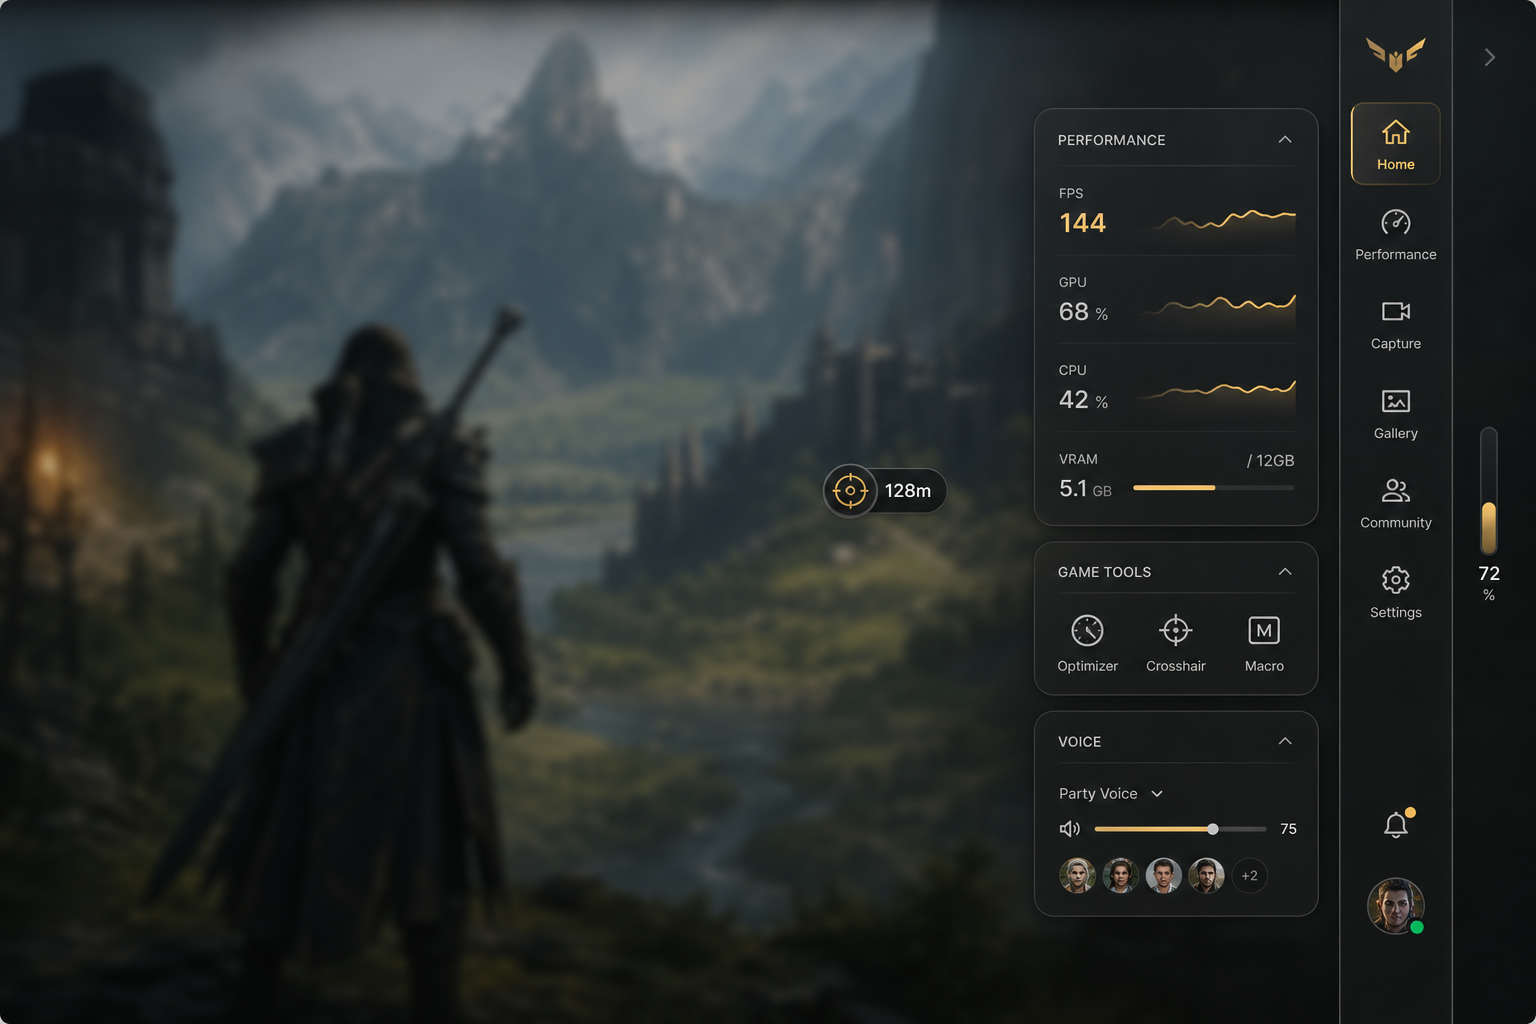 PERFORMANCE
FPS
144
GPU
68 %
CPU
42 %
VRAM
/ 12GB
5.1 GB
128m
GAME TOOLS
Optimizer
Crosshair
M
Macro
VOICE
Party Voice
75
+2
Home
Performance
Capture
Gallery
Community
Settings
72
%